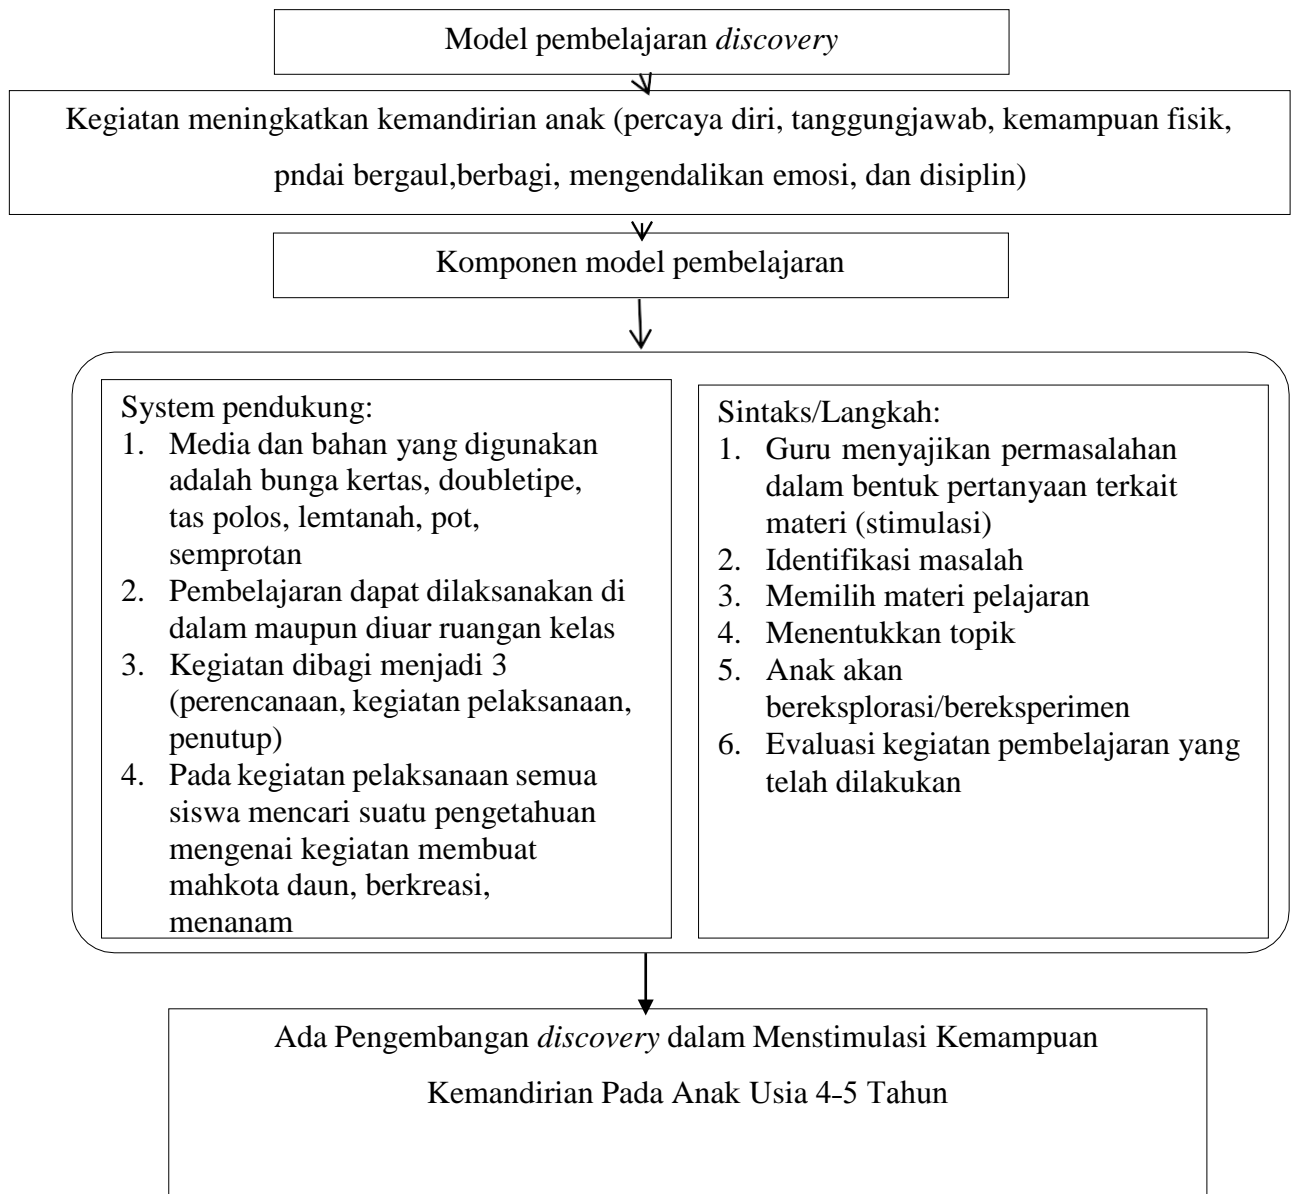 Model pembelajaran discovery
Kegiatan meningkatkan kemandirian anak (percaya diri, tanggungjawab, kemampuan fisik,
pndai bergaul,berbagi, mengendalikan emosi, dan disiplin)
Komponen model pembelajaran
System pendukung:
1. Media dan bahan yang digunakan
adalah bunga kertas, doubletipe,
tas polos, lemtanah, pot,
semprotan
2. Pembelajaran dapat dilaksanakan di
dalam maupun diuar ruangan kelas
3. Kegiatan dibagi menjadi 3
(perencanaan, kegiatan pelaksanaan,
penutup)
4. Pada kegiatan pelaksanaan semua
siswa mencari suatu pengetahuan
mengenai kegiatan membuat
mahkota daun, berkreasi,
menanam
Sintaks/Langkah:
1. Guru menyajikan permasalahan
dalam bentuk pertanyaan terkait
materi (stimulasi)
2. Identifikasi masalah
3. Memilih materi pelajaran
4. Menentukkan topik
5. Anak akan
bereksplorasi/bereksperimen
6. Evaluasi kegiatan pembelajaran yang
telah dilakukan
Ada Pengembangan discovery dalam Menstimulasi Kemampuan
Kemandirian Pada Anak Usia 4-5 Tahun